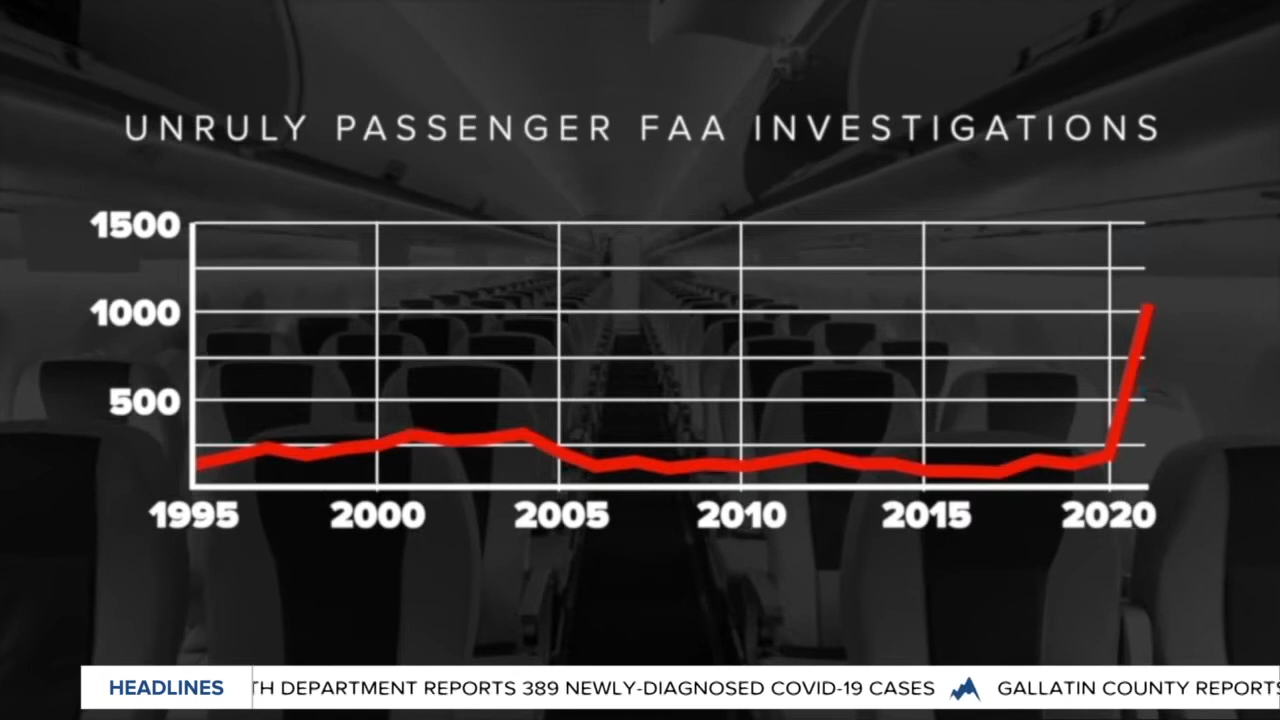 UNRULY PASSENGER FAA INVESTIGATIONS
1500
1000
500
1995 2000 2005 2010 2015 2020
HEADLINES TH DEPARTMENT REPORTS 389 NEWLY-DIAGNOSED COVID-19 CASES GALLATIN COUNTY REPORTS